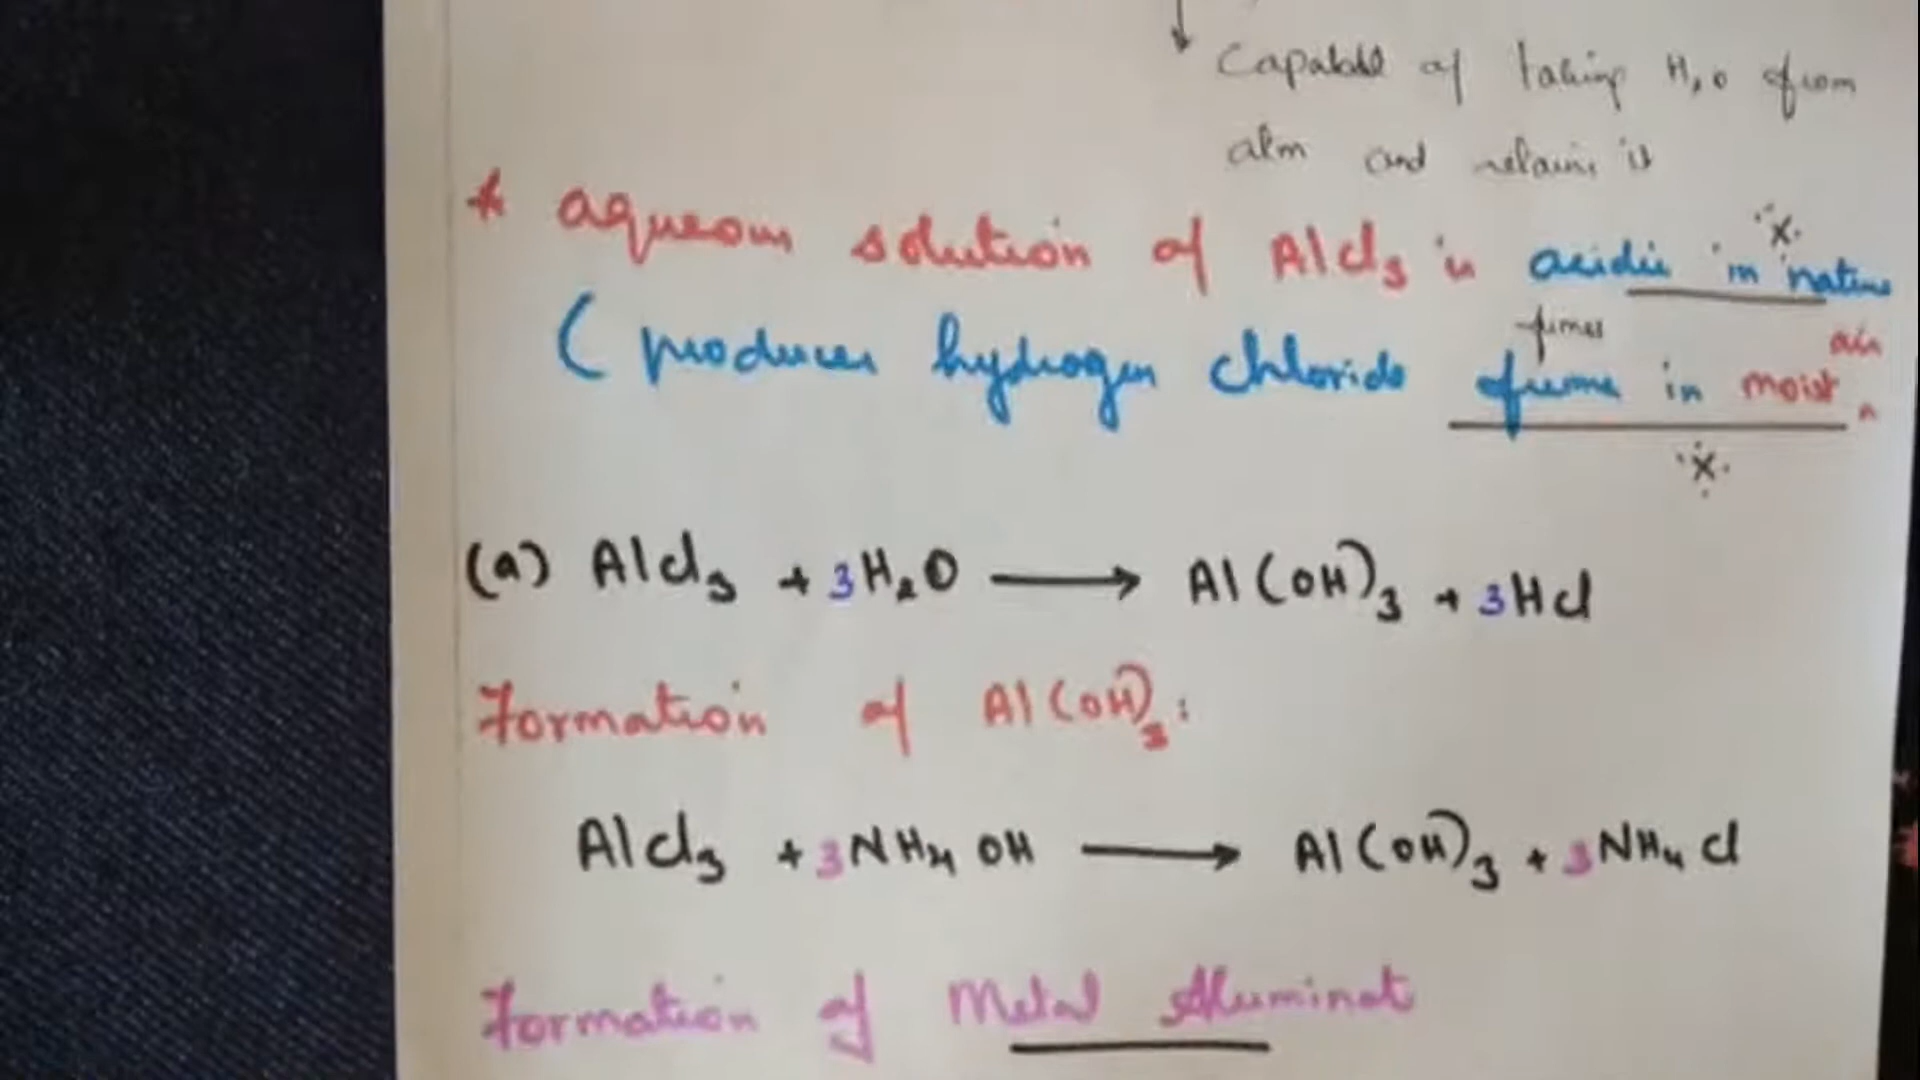 Capable of taking H2O from
atm and retains it
* aqueous solution of AlCl3 is acidic in nature
fumes
air
( produces hydrogen chloride fume in moist
(a) AlCl3 + 3H2O → Al(OH)3 + 3HCl
Formation of Al(OH)3:
AlCl3 + 3NH4OH → Al(OH)3 + 3NH4Cl
Formation of Metal Aluminat